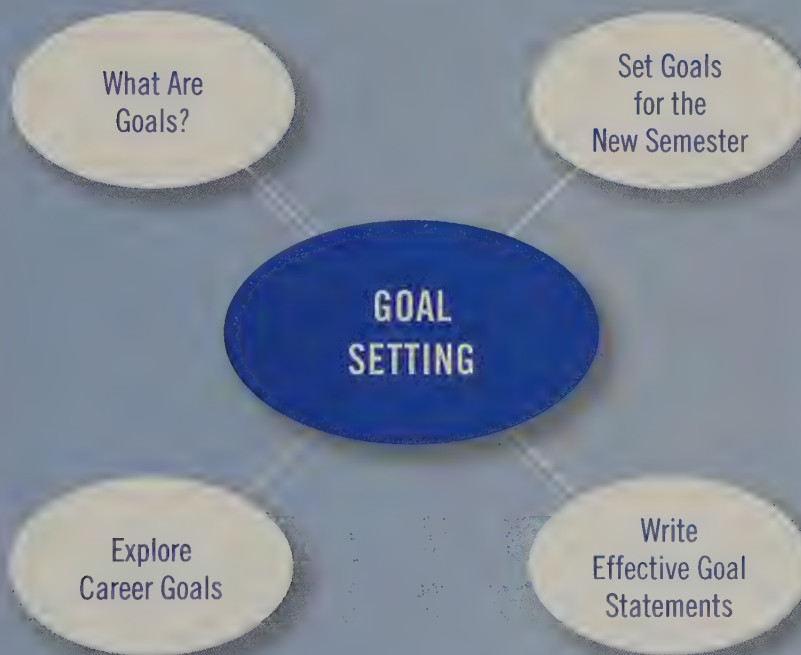 What Are
Goals?
Set Goals
for the
New Semester
GOAL
SETTING
Explore
Career Goals
Write
Effective Goal
Statements